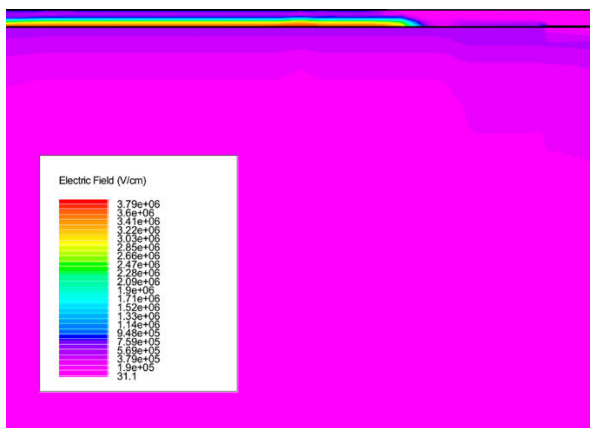 Electric Field (V/cm)
3.79e+06
3.6e+06
3.41e+06
3.22e+06
3.03e+06
2.85e+06
2.66e+06
2.47e+06
2.28e+06
2.09e+06
1.9e+06
1.71e+06
1.52e+06
1.33e+06
1.14e+06
9.48e+05
7.59e+05
5.69e+05
3.79e+05
1.9e+05
31.1